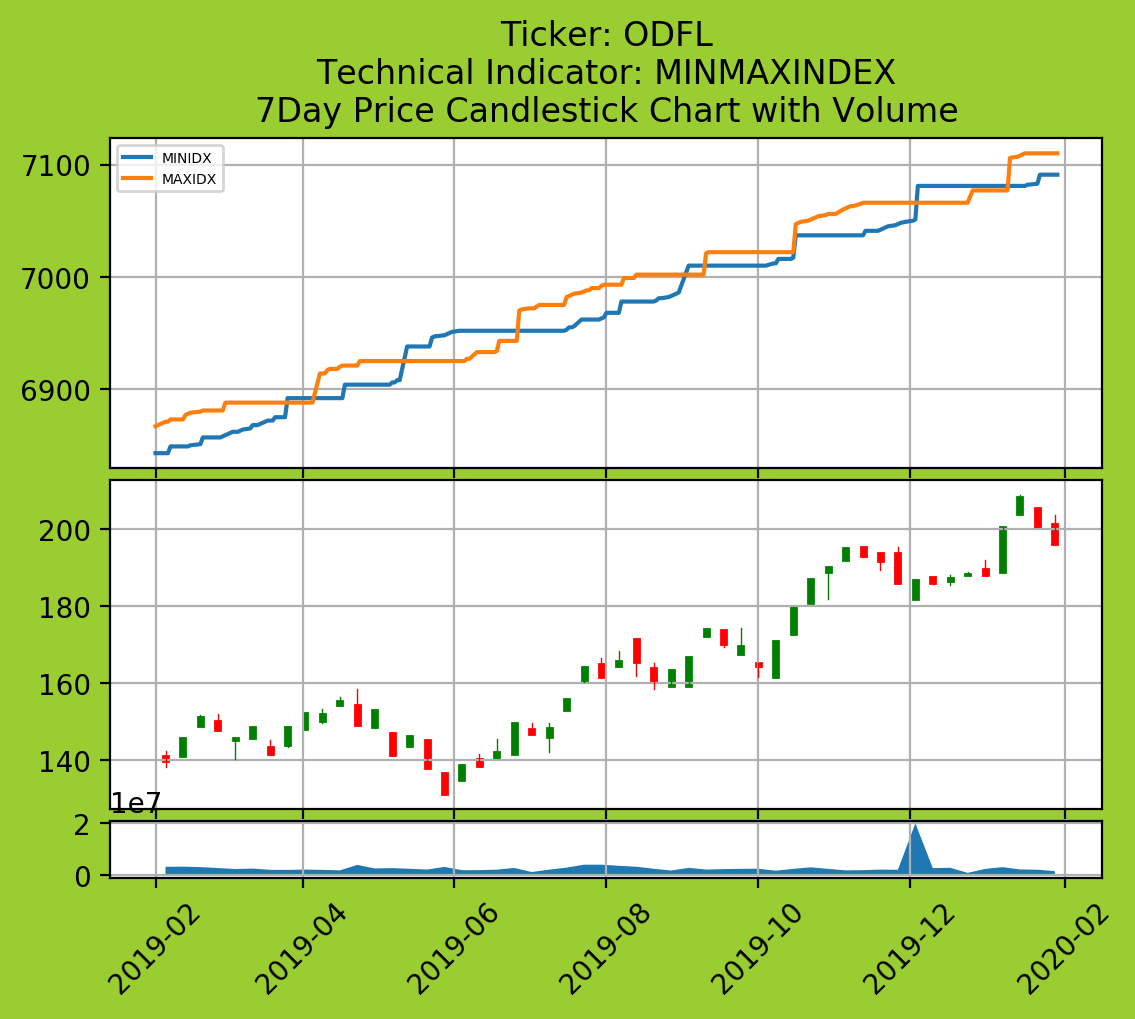 Ticker: ODFL
Technical Indicator: MINMAXINDEX
7Day Price Candlestick Chart with Volume
MINIDX
MAXIDX
7100
7000
6900
200
180
160
140
1e7
2
0
2019-02
2019-04
2019-06
2019-08
2019-10
2019-12
2020-02